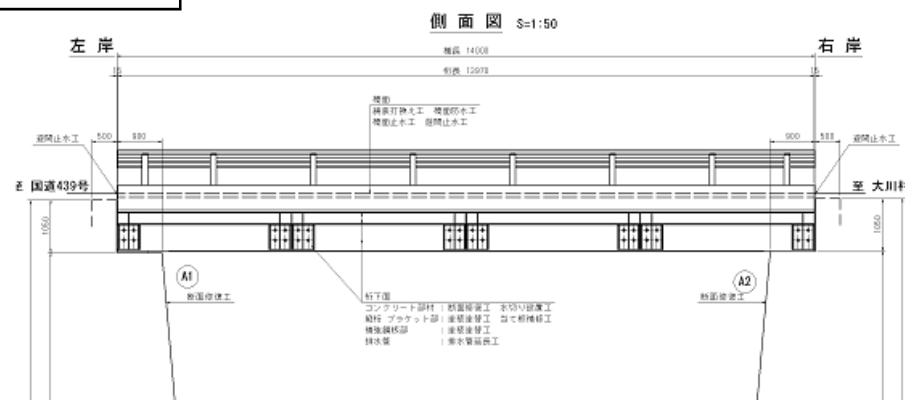 側面図 S=1:50
左岸
右岸
橋長 14000
桁長 13970
15
15
橋面
舗装打換え工 橋面防水工
橋面止水工 遊間止水工
遊間止水工
500
900
900
500
遊間止水工
至 国道439号
至 大川村
1050
1050
A1
A2
断面修復工
断面修復工
桁下面
コンクリート部材 : 断面修復工 水切り設置工
縦桁 ブラケット部 : 塗装塗替工 当て板補修工
補強鋼板部 : 塗装塗替工
排水管 : 排水管延長工